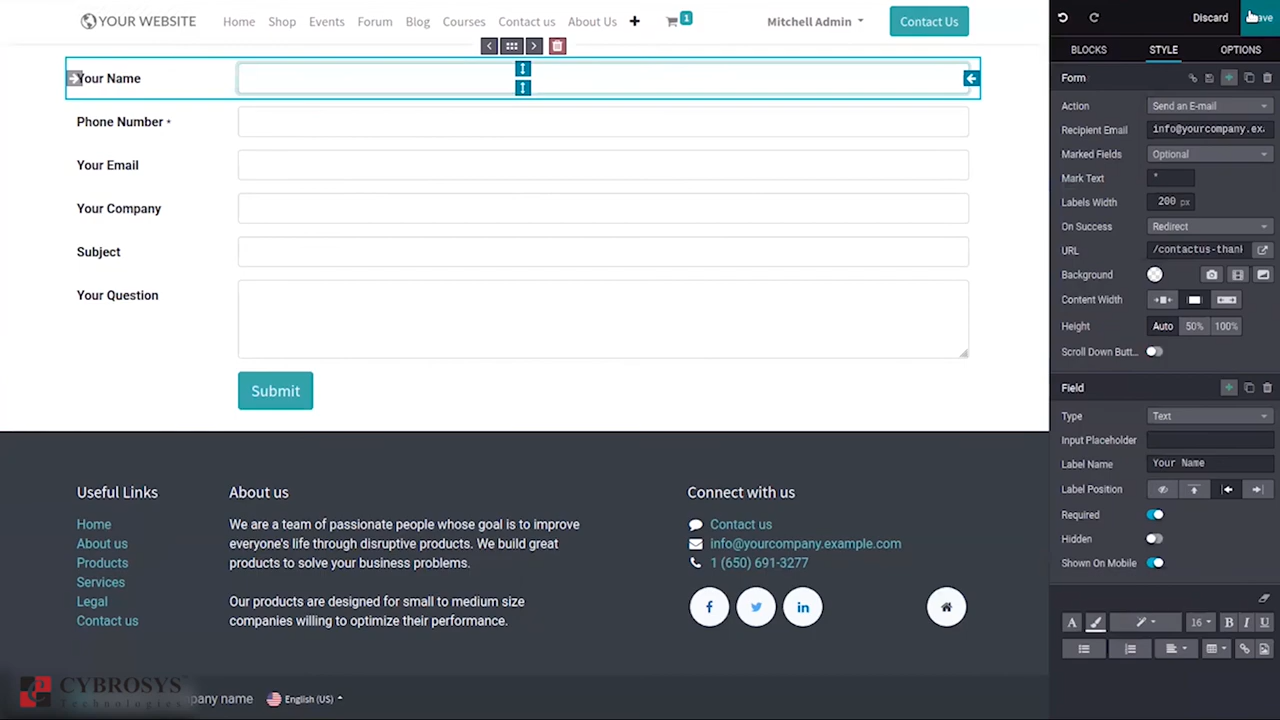 YOUR WEBSITE Home Shop Events Forum Blog Courses Contact us About Us + 1 Mitchell Admin Contact Us
Discard
BLOCKS STYLE OPTIONS
Your Name
Phone Number *
Your Email
Your Company
Subject
Your Question
Submit
Form
Action Send an E-mail
Recipient Email info@yourcompany.ex
Marked Fields Optional
Mark Text *
Labels Width 200 px
On Success Redirect
URL /contactus-thank
Background
Content Width
Height Auto 50% 100%
Scroll Down Butt...
Field
Type Text
Input Placeholder
Label Name Your Name
Label Position
Required
Hidden
Shown On Mobile
A 16 B I U
Useful Links
Home
About us
Products
Services
Legal
Contact us
About us
We are a team of passionate people whose goal is to improve
everyone's life through disruptive products. We build great
products to solve your business problems.
Our products are designed for small to medium size
companies willing to optimize their performance.
Connect with us
Contact us
info@yourcompany.example.com
1 (650) 691-3277
CYBROSYS
Technologies
pany name English (US)